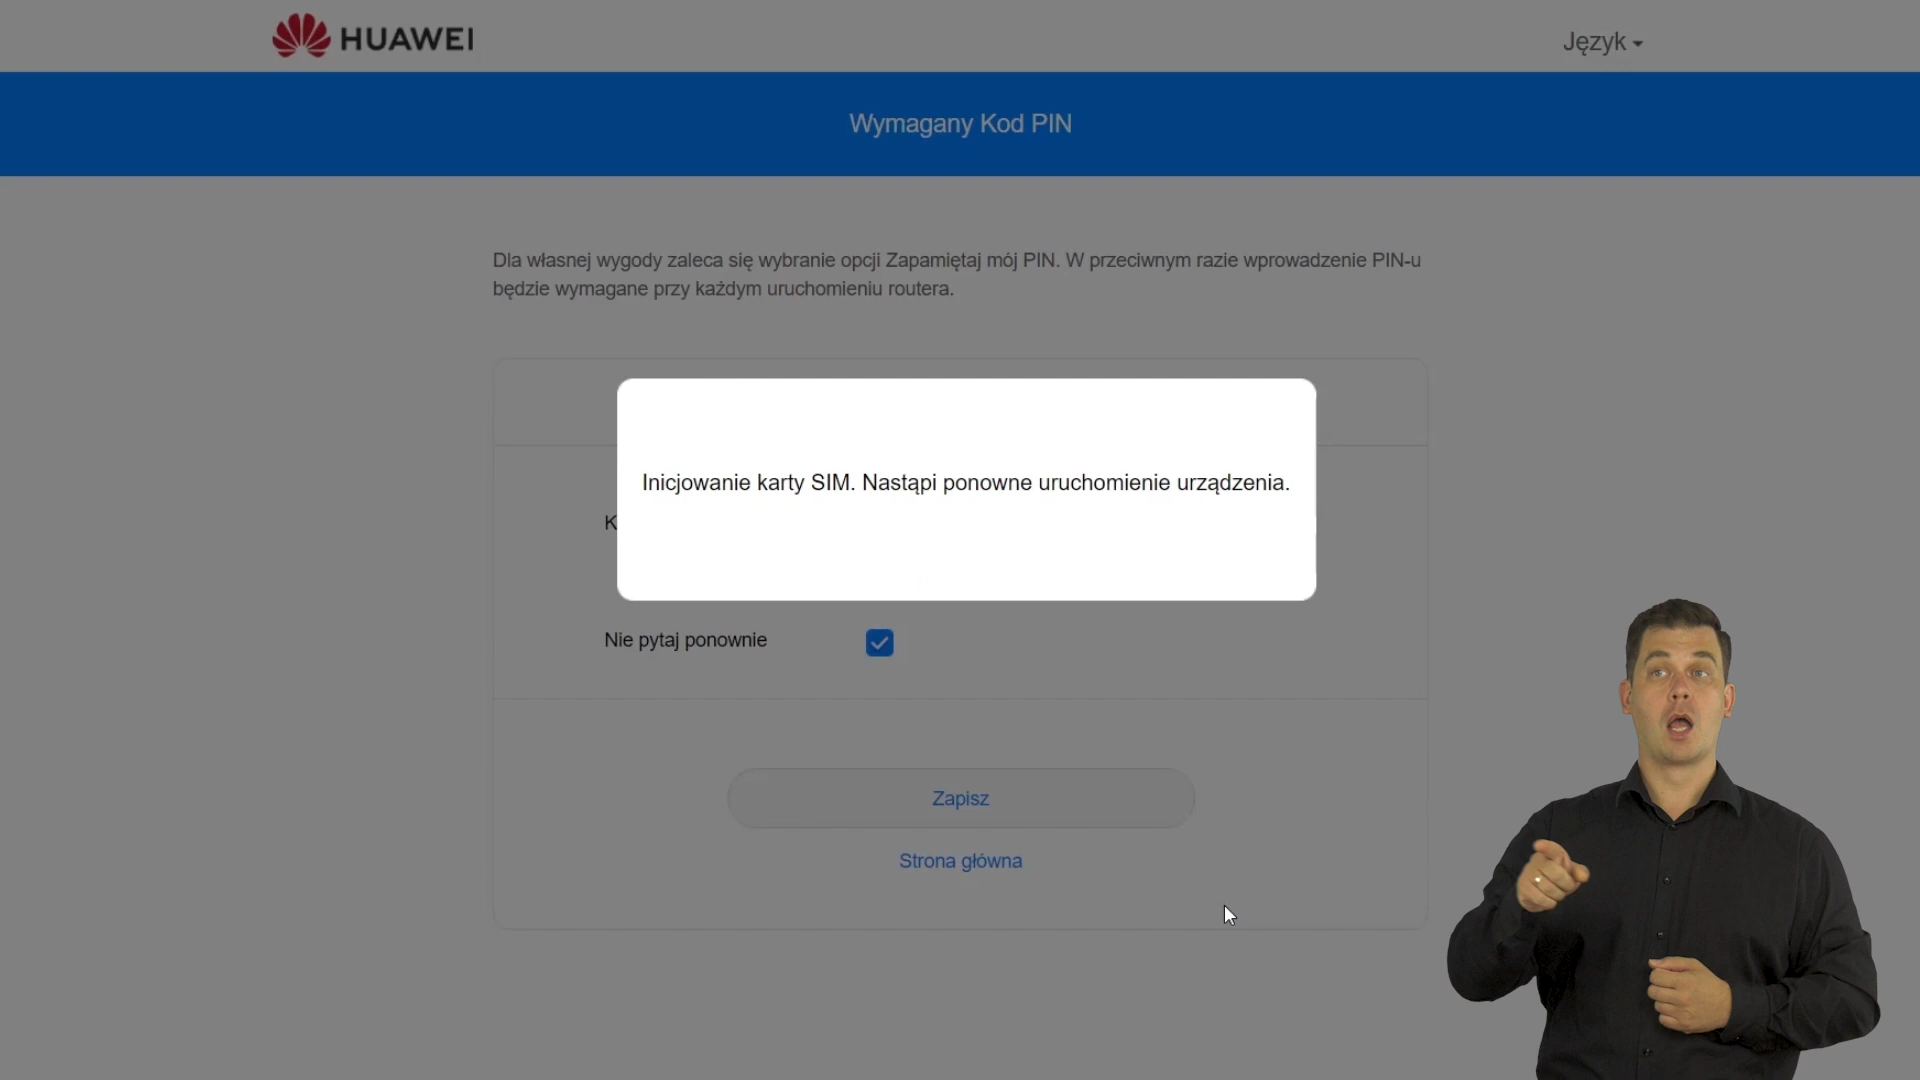 HUAWEI
Język
Wymagany Kod PIN
Dla własnej wygody zaleca się wybranie opcji Zapamiętaj mój PIN. W przeciwnym razie wprowadzenie PIN-u
będzie wymagane przy każdym uruchomieniu routera.
Inicjowanie karty SIM. Nastąpi ponowne uruchomienie urządzenia.
K
Nie pytaj ponownie
Zapisz
Strona główna